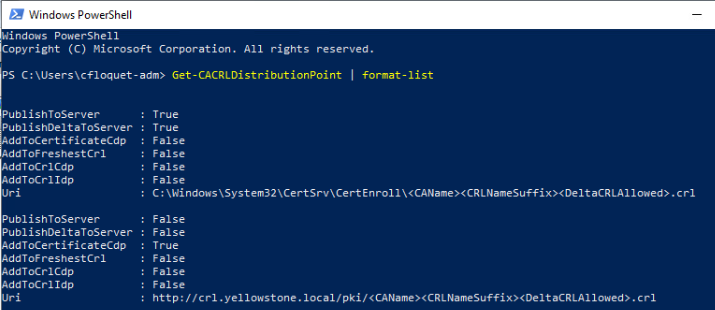 Windows PowerShell
Windows PowerShell
Copyright (C) Microsoft Corporation. All rights reserved.
PS C:\Users\cfloquet-adm> Get-CACRLDistributionPoint | format-list
PublishToServer : True
PublishDeltaToServer : True
AddToCertificateCdp : False
AddToFreshestCrl : False
AddToCrlCdp : False
AddToCrlIdp : False
Uri : C:\Windows\System32\CertSrv\CertEnroll\<CAName><CRLNameSuffix><DeltaCRLAllowed>.crl
PublishToServer : False
PublishDeltaToServer : False
AddToCertificateCdp : True
AddToFreshestCrl : False
AddToCrlCdp : False
AddToCrlIdp : False
Uri : http://crl.yellowstone.local/pki/<CAName><CRLNameSuffix><DeltaCRLAllowed>.crl